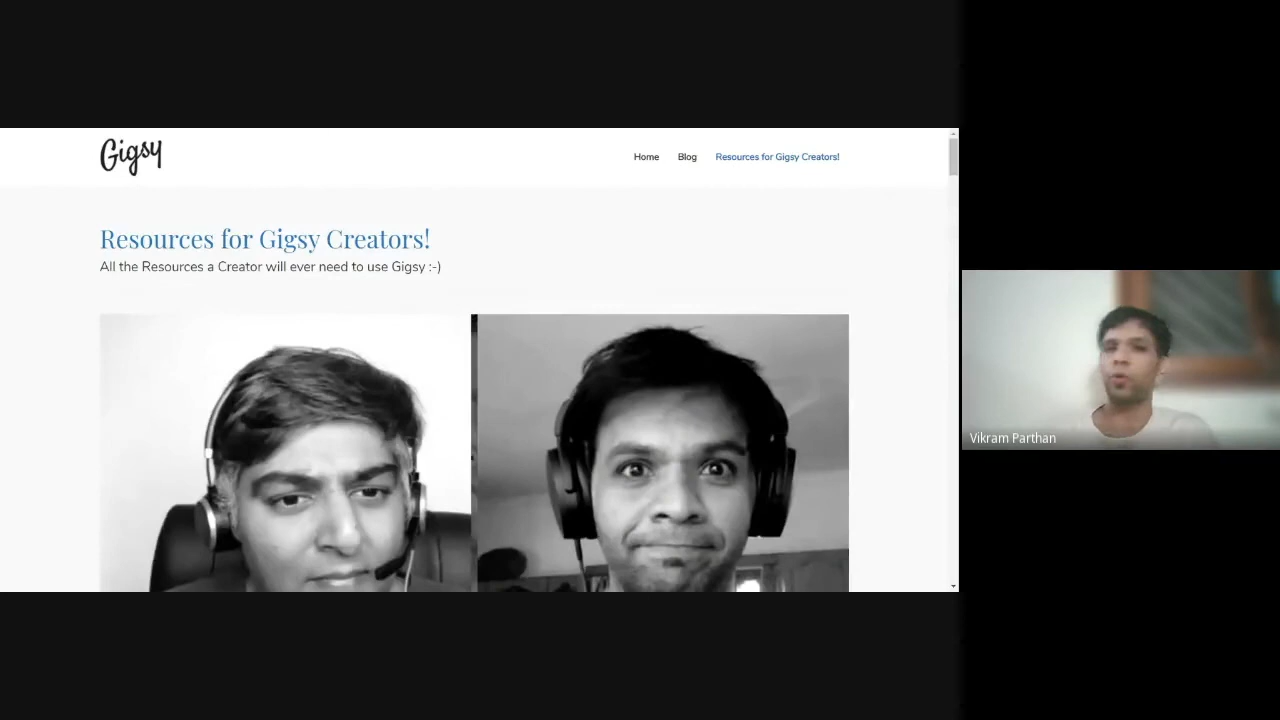 Gigsy
Home Blog Resources for Gigsy Creators!
Resources for Gigsy Creators!
All the Resources a Creator will ever need to use Gigsy :-)
Vikram Parthan